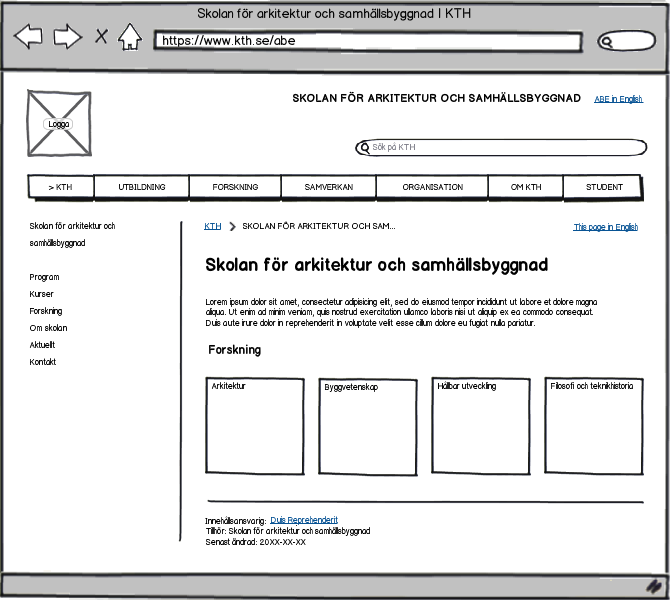 Skolan för arkitektur och samhällsbyggnad | KTH
https://www.kth.se/abe
Logga
SKOLAN FÖR ARKITEKTUR OCH SAMHÄLLSBYGGNAD
ABE in English
Sök på KTH
> KTH
UTBILDNING
FORSKNING
SAMVERKAN
ORGANISATION
OM KTH
STUDENT
Skolan för arkitektur och
samhällsbyggnad
Program
Kurser
Forskning
Om skolan
Aktuellt
Kontakt
KTH
SKOLAN FÖR ARKITEKTUR OCH SAM...
This page in English
Skolan för arkitektur och samhällsbyggnad
Lorem ipsum dolor sit amet, consectetur adipisicing elit, sed do eiusmod tempor incididunt ut labore et dolore magna
aliqua. Ut enim ad minim veniam, quis nostrud exercitation ullamco laboris nisi ut aliquip ex ea commodo consequat.
Duis aute irure dolor in reprehenderit in voluptate velit esse cillum dolore eu fugiat nulla pariatur.
Forskning
Arkitektur
Byggvetenskap
Hållbar utveckling
Filosofi och teknikhistoria
Innehållsansvarig: Duis Reprehenderit
Tillhör: Skolan för arkitektur och samhällsbyggnad
Senast ändrad: 20XX-XX-XX